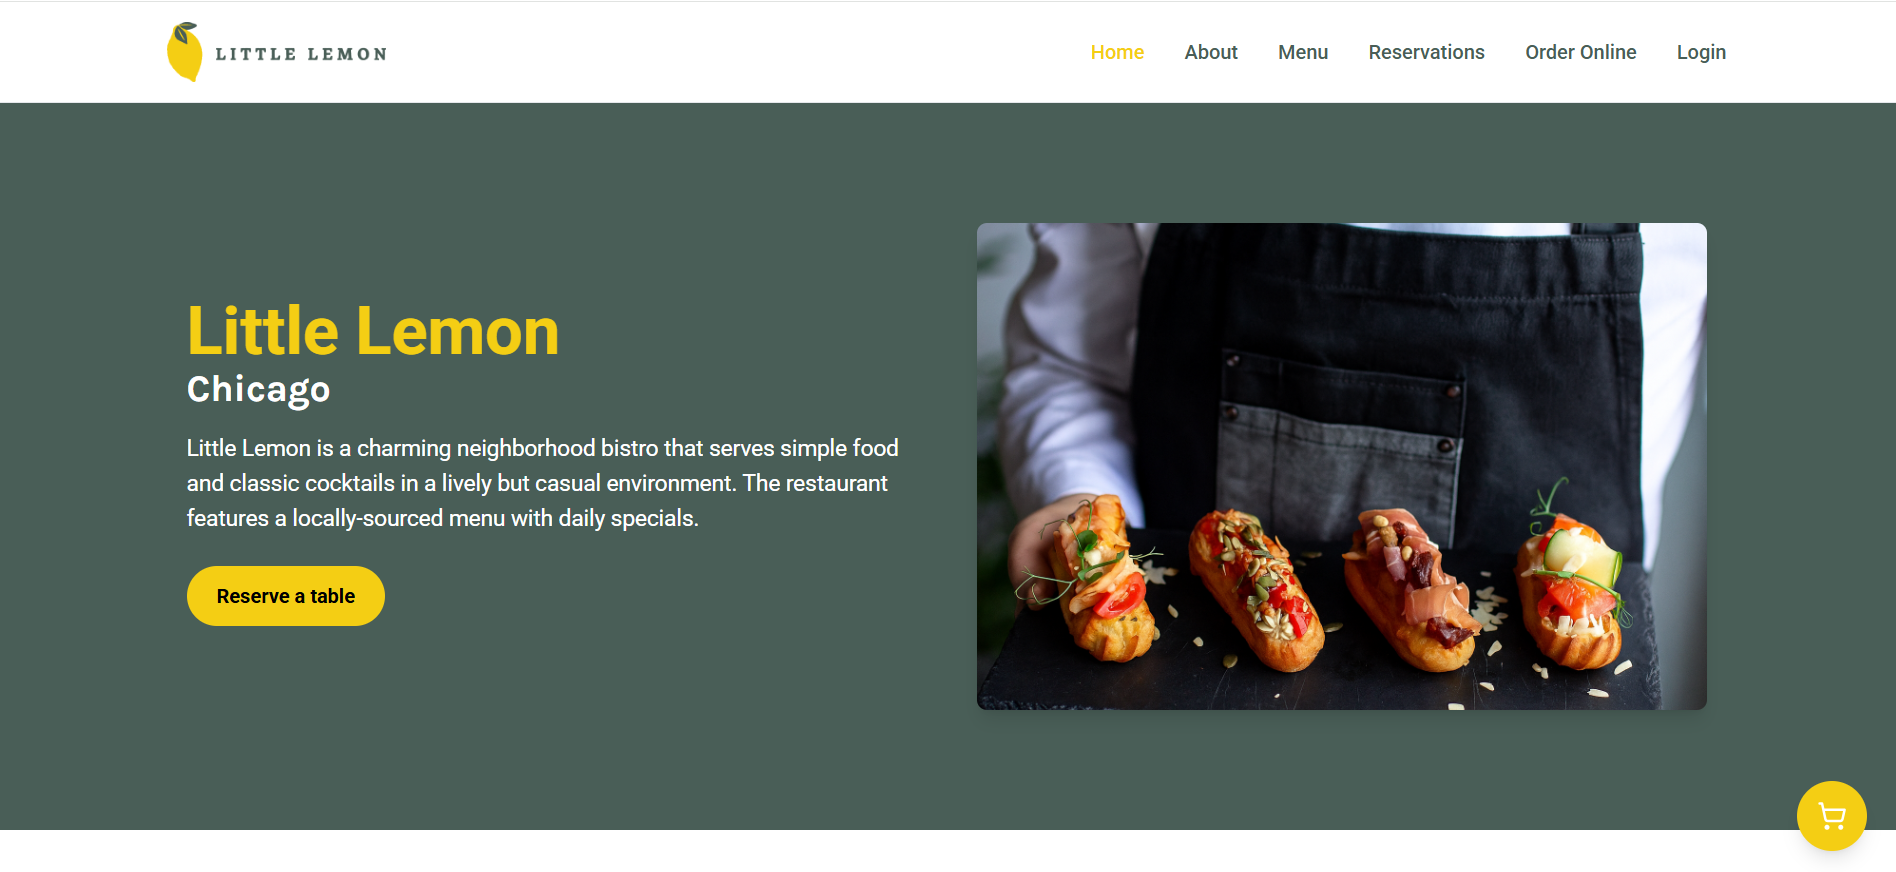 LITTLE LEMON
Home About Menu Reservations Order Online Login
Little Lemon
Chicago
Little Lemon is a charming neighborhood bistro that serves simple food
and classic cocktails in a lively but casual environment. The restaurant
features a locally-sourced menu with daily specials.
Reserve a table